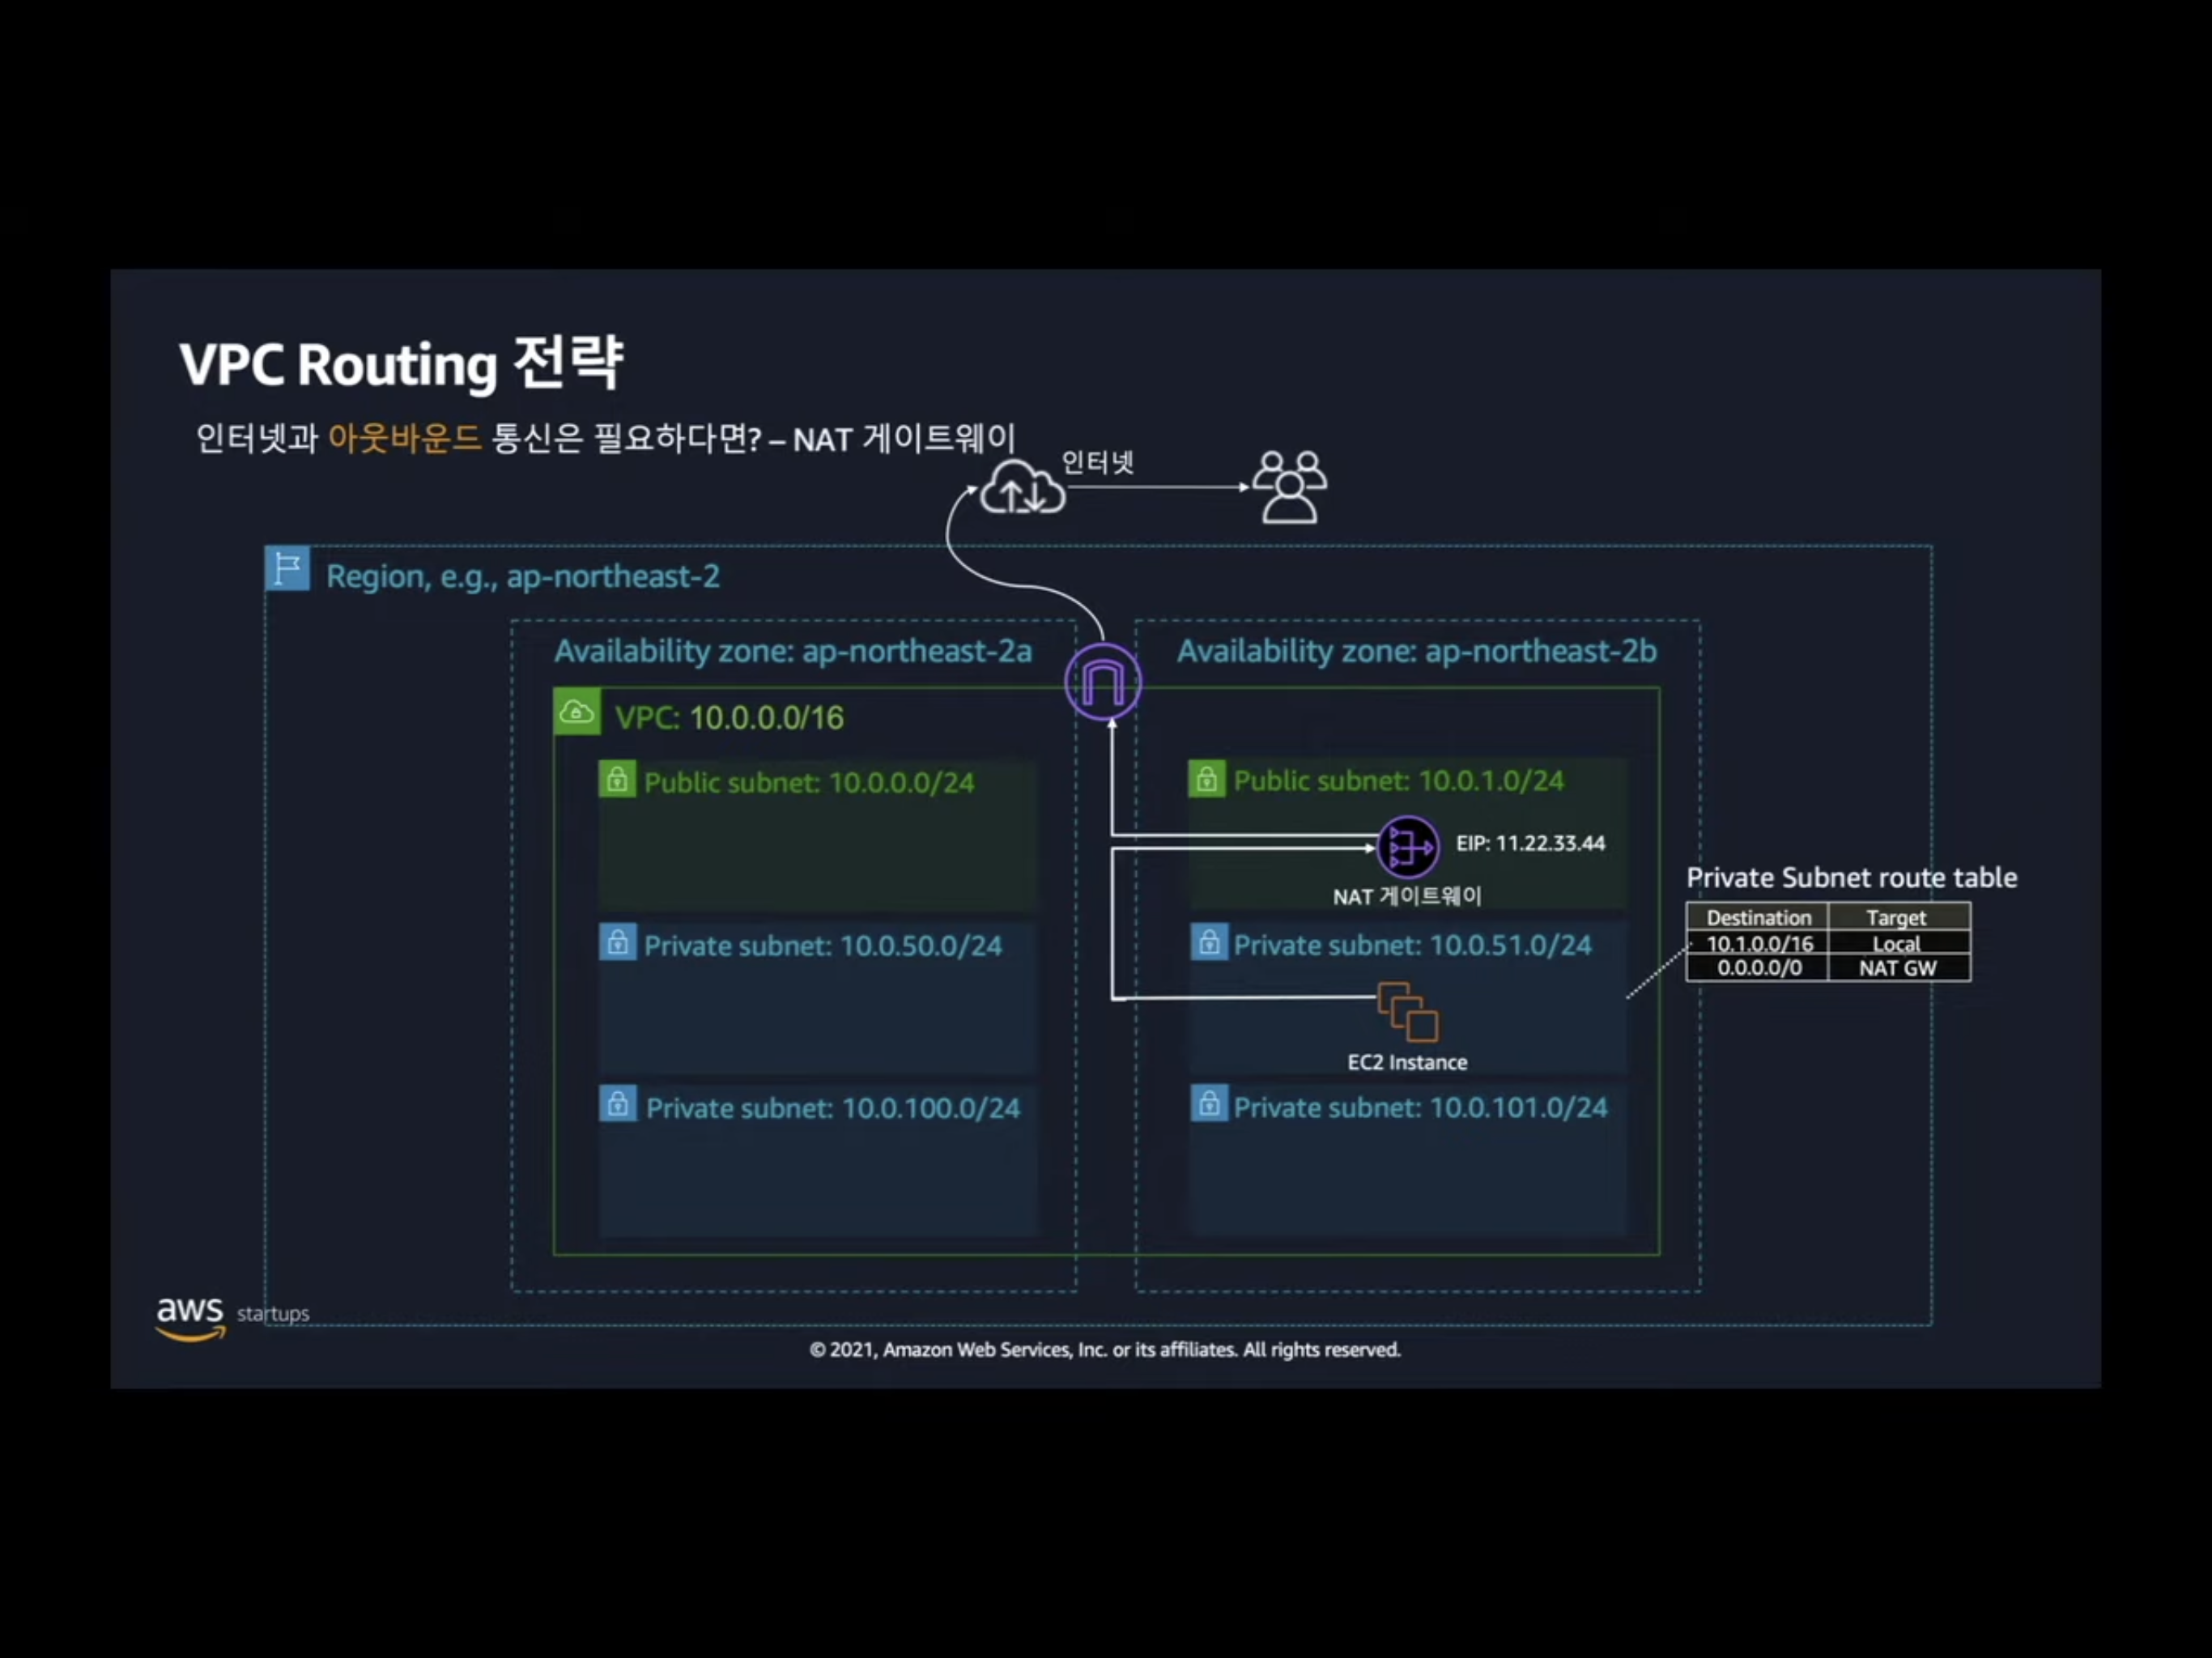 VPC Routing 전략
인터넷과 아웃바운드 통신은 필요하다면? – NAT 게이트웨이
인터넷
Region, e.g., ap-northeast-2
Availability zone: ap-northeast-2a
Availability zone: ap-northeast-2b
VPC: 10.0.0.0/16
Public subnet: 10.0.0.0/24
Public subnet: 10.0.1.0/24
EIP: 11.22.33.44
NAT 게이트웨이
Private subnet: 10.0.50.0/24
Private subnet: 10.0.51.0/24
EC2 Instance
Private subnet: 10.0.100.0/24
Private subnet: 10.0.101.0/24
Private Subnet route table
Destination Target
10.1.0.0/16 Local
0.0.0.0/0 NAT GW
aws startups
© 2021, Amazon Web Services, Inc. or its affiliates. All rights reserved.